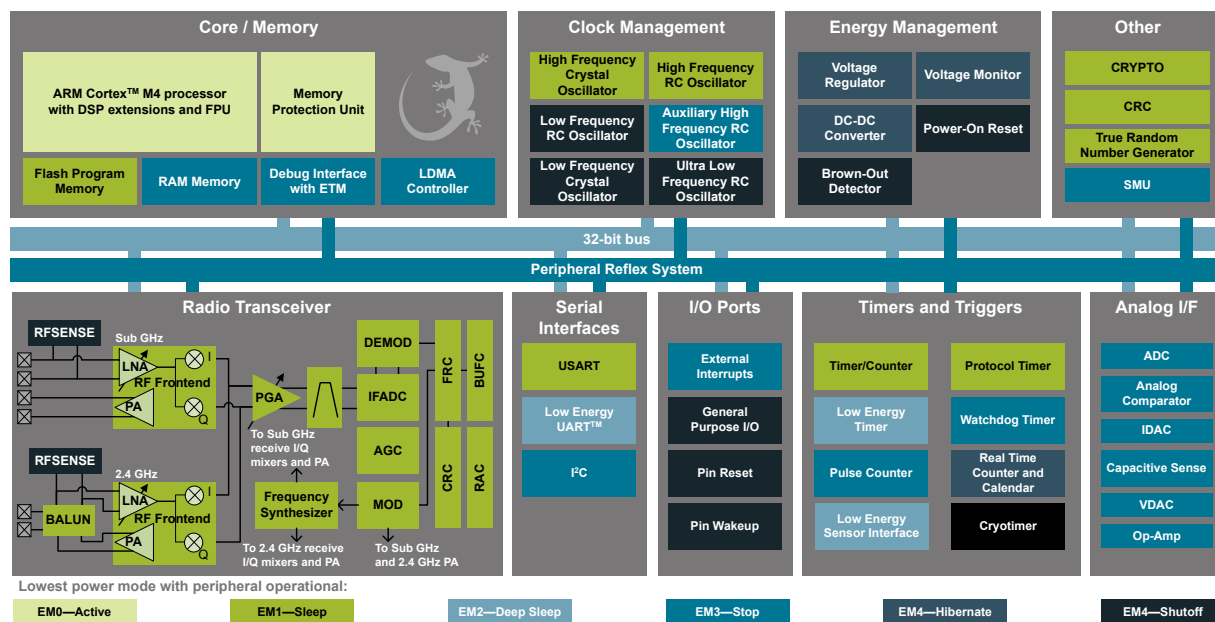 Core / Memory
ARM Cortex™ M4 processor
with DSP extensions and FPU
Memory
Protection Unit
Flash Program
Memory
RAM Memory
Debug Interface
with ETM
LDMA
Controller
Clock Management
High Frequency
Crystal
Oscillator
High Frequency
RC Oscillator
Low Frequency
RC Oscillator
Auxiliary High
Frequency RC
Oscillator
Low Frequency
Crystal
Oscillator
Ultra Low
Frequency RC
Oscillator
Energy Management
Voltage
Regulator
Voltage Monitor
DC-DC
Converter
Power-On Reset
Brown-Out
Detector
Other
CRYPTO
CRC
True Random
Number Generator
SMU
32-bit bus
Peripheral Reflex System
Radio Transceiver
RFSENSE
Sub GHz
LNA
RF Frontend
PA
I
Q
RFSENSE
BALUN
2.4 GHz
LNA
RF Frontend
PA
I
Q
PGA
To Sub GHz
receive I/Q
mixers and PA
Frequency
Synthesizer
To 2.4 GHz receive
I/Q mixers and PA
DEMOD
IFADC
AGC
MOD
To Sub GHz
and 2.4 GHz PA
FRC
BUFC
CRC
RAC
Serial
Interfaces
USART
Low Energy
UART™
I²C
I/O Ports
External
Interrupts
General
Purpose I/O
Pin Reset
Pin Wakeup
Timers and Triggers
Timer/Counter
Protocol Timer
Low Energy
Timer
Watchdog Timer
Pulse Counter
Real Time
Counter and
Calendar
Low Energy
Sensor Interface
Cryotimer
Analog I/F
ADC
Analog
Comparator
IDAC
Capacitive Sense
VDAC
Op-Amp
Lowest power mode with peripheral operational:
EM0—Active
EM1—Sleep
EM2—Deep Sleep
EM3—Stop
EM4—Hibernate
EM4—Shutoff